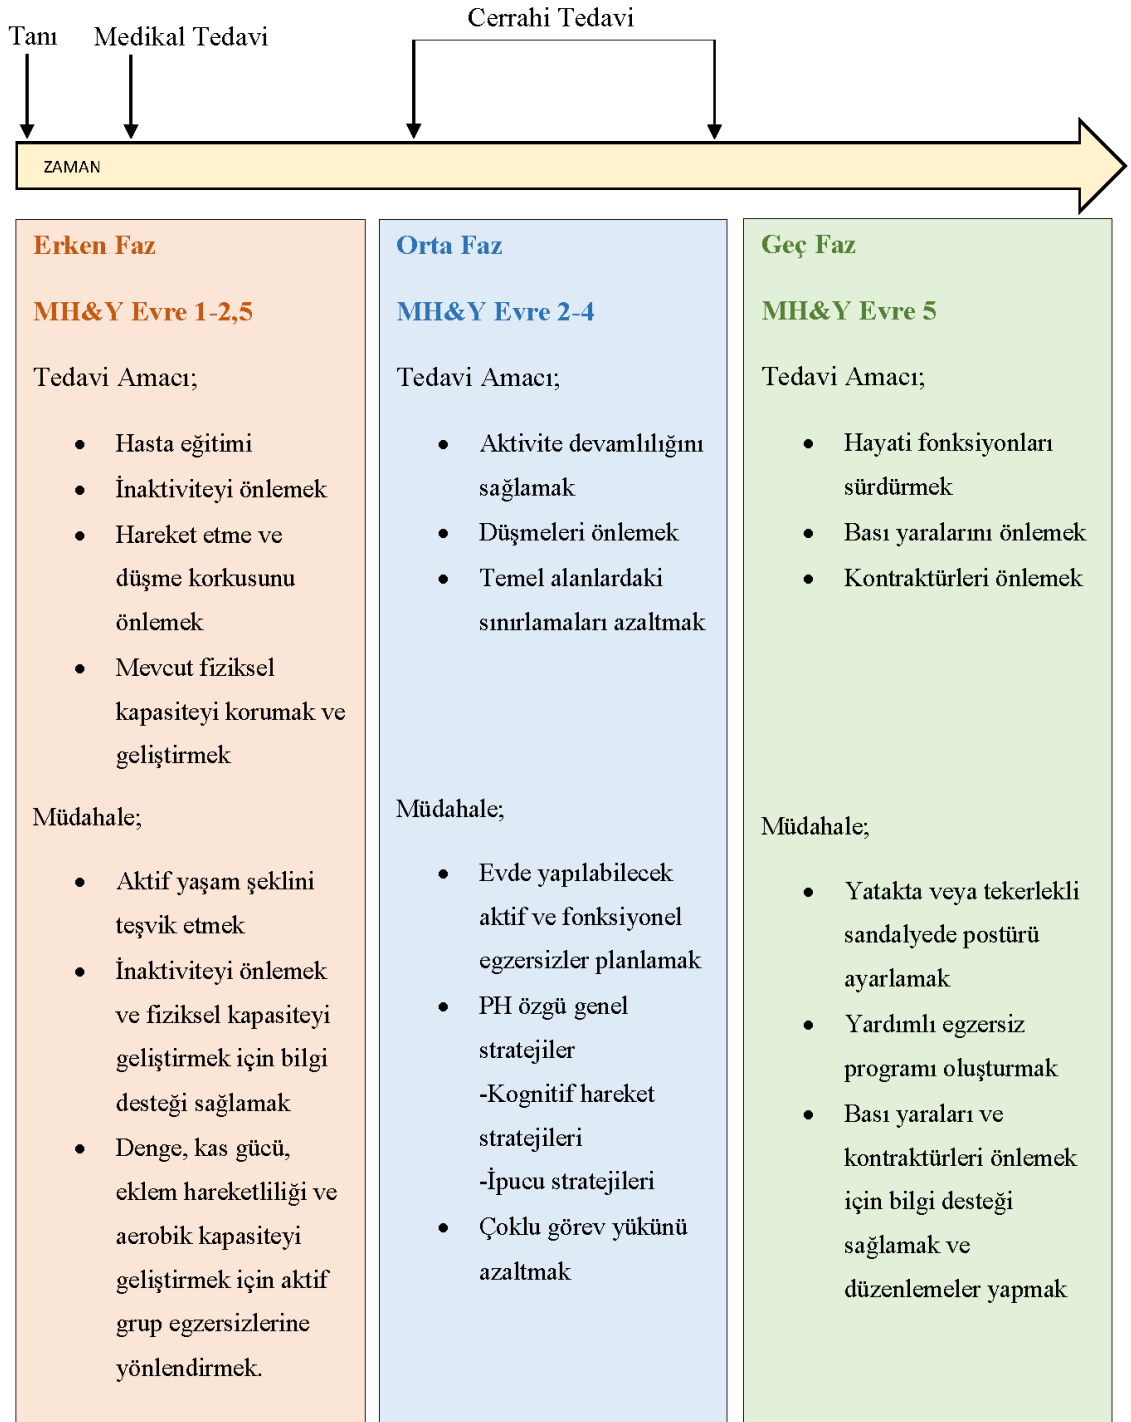 Cerrahi Tedavi
Tanı
Medikal Tedavi
ZAMAN
Erken Faz
MH&Y Evre 1-2,5
Tedavi Amacı;
• Hasta eğitimi
• İnaktiviteyi önlemek
• Hareket etme ve
düşme korkusunu
önlemek
• Mevcut fiziksel
kapasiteyi korumak ve
geliştirmek
Müdahale;
• Aktif yaşam şeklini
teşvik etmek
• İnaktiviteyi önlemek
ve fiziksel kapasiteyi
geliştirmek için bilgi
desteği sağlamak
• Denge, kas gücü,
eklem hareketliliği ve
aerobik kapasiteyi
geliştirmek için aktif
grup egzersizlerine
yönlendirmek.
Orta Faz
MH&Y Evre 2-4
Tedavi Amacı;
• Aktivite devamlılığını
sağlamak
• Düşmeleri önlemek
• Temel alanlardaki
sınırlamaları azaltmak
Müdahale;
• Evde yapılabilecek
aktif ve fonksiyonel
egzersizler planlamak
• PH özgü genel
stratejiler
-Kognitif hareket
stratejileri
-İpucu stratejileri
• Çoklu görev yükünü
azaltmak
Geç Faz
MH&Y Evre 5
Tedavi Amacı;
• Hayati fonksiyonları
sürdürmek
• Bası yaralarını önlemek
• Kontraktürleri önlemek
Müdahale;
• Yatakta veya tekerlekli
sandalyede postürü
ayarlamak
• Yardımlı egzersiz
programı oluşturmak
• Bası yaraları ve
kontraktürleri önlemek
için bilgi desteği
sağlamak ve
düzenlemeler yapmak